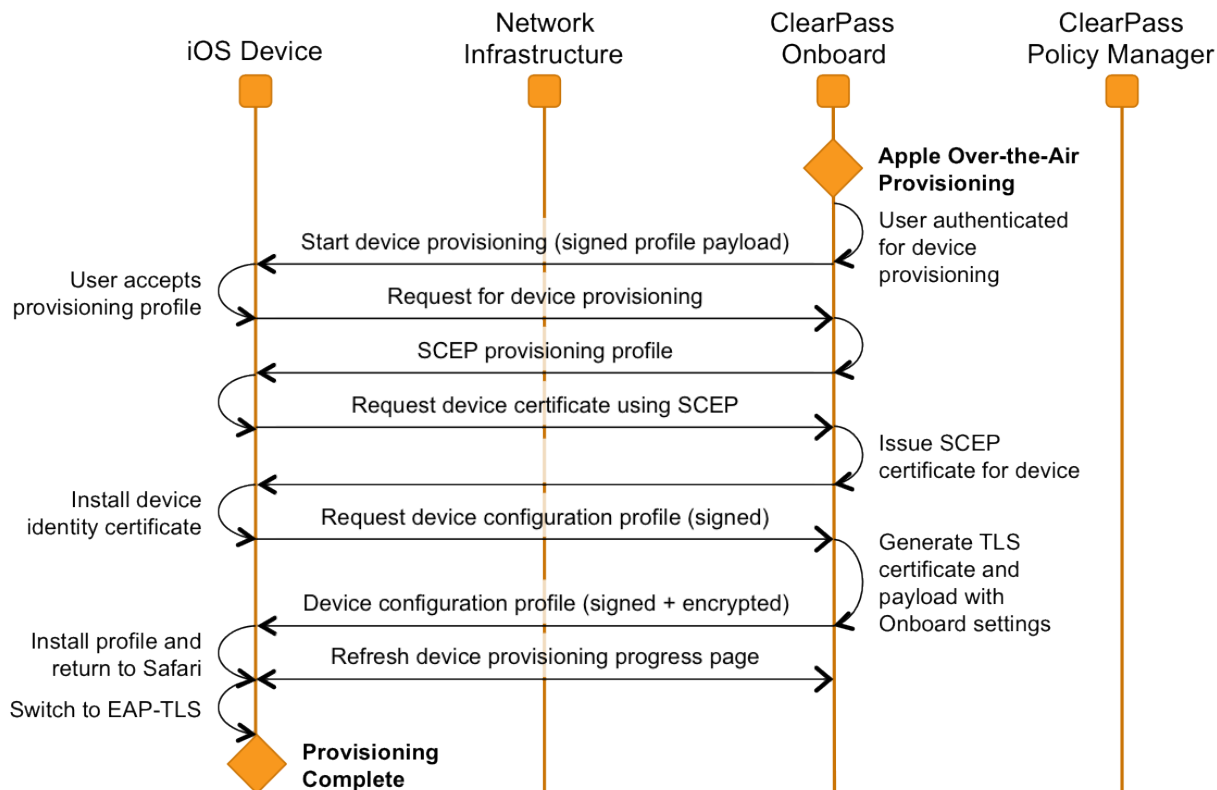 iOS Device
Network
Infrastructure
ClearPass
Onboard
ClearPass
Policy Manager
Apple Over-the-Air
Provisioning
User authenticated
for device
provisioning
Start device provisioning (signed profile payload)
User accepts
provisioning profile
Request for device provisioning
SCEP provisioning profile
Request device certificate using SCEP
Issue SCEP
certificate for device
Install device
identity certificate
Request device configuration profile (signed)
Generate TLS
certificate and
payload with
Onboard settings
Device configuration profile (signed + encrypted)
Install profile and
return to Safari
Refresh device provisioning progress page
Switch to EAP-TLS
Provisioning
Complete